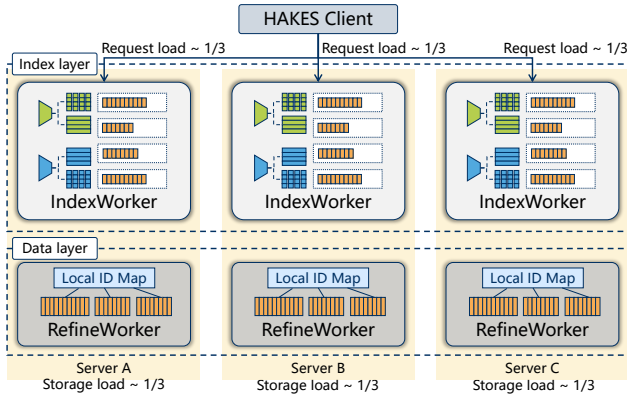 HAKES Client
Request load ~ 1/3 Request load ~ 1/3 Request load ~ 1/3
Index layer
IndexWorker IndexWorker IndexWorker
Data layer
Local ID Map Local ID Map Local ID Map
RefineWorker RefineWorker RefineWorker
Server A Server B Server C
Storage load ~ 1/3 Storage load ~ 1/3 Storage load ~ 1/3